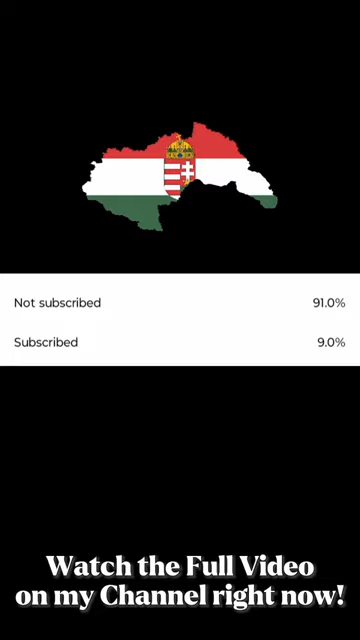 Not subscribed 91.0%
Subscribed 9.0%
Watch the Full Video
on my Channel right now!